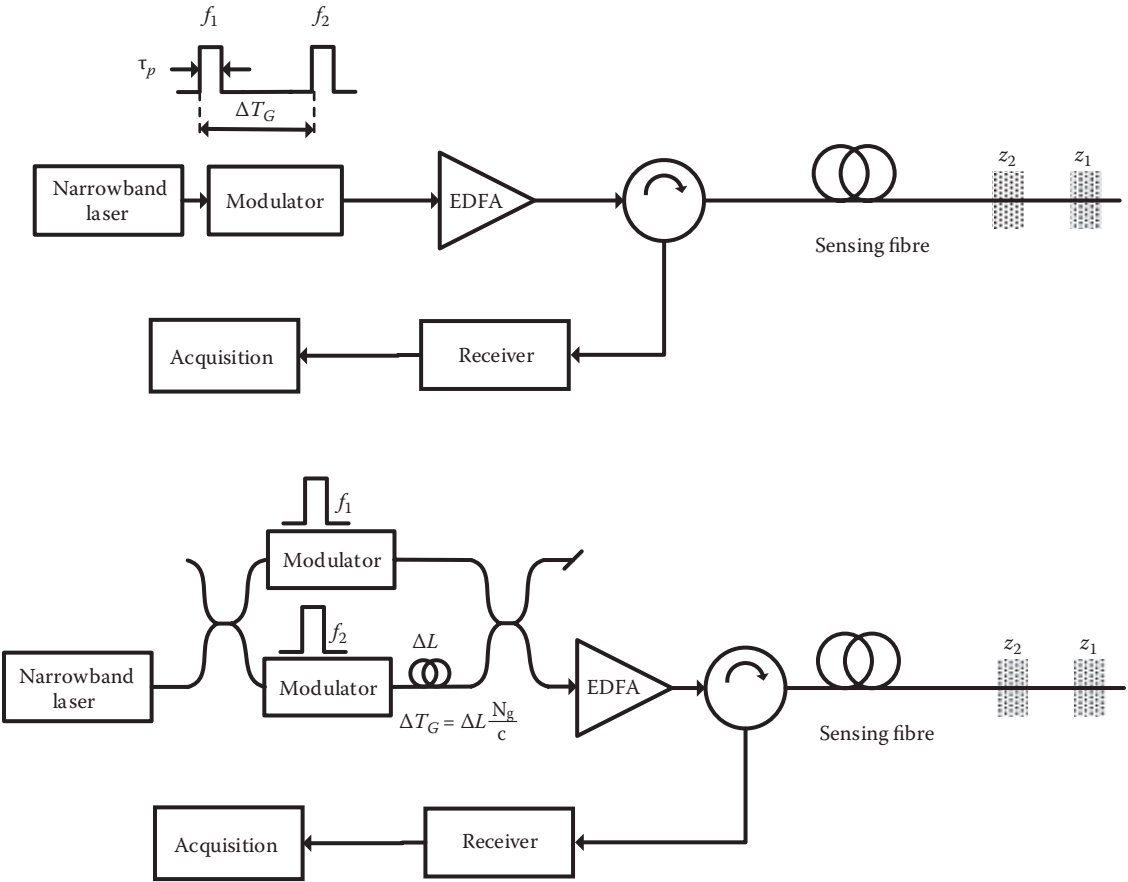 f1 f2
τp
ΔTG
Narrowband
laser
Modulator
EDFA
z2 z1
Sensing fibre
Acquisition
Receiver
f1
Modulator
f2
Narrowband
laser
Modulator
ΔL
ΔTG = ΔL Ng/c
EDFA
z2 z1
Sensing fibre
Acquisition
Receiver